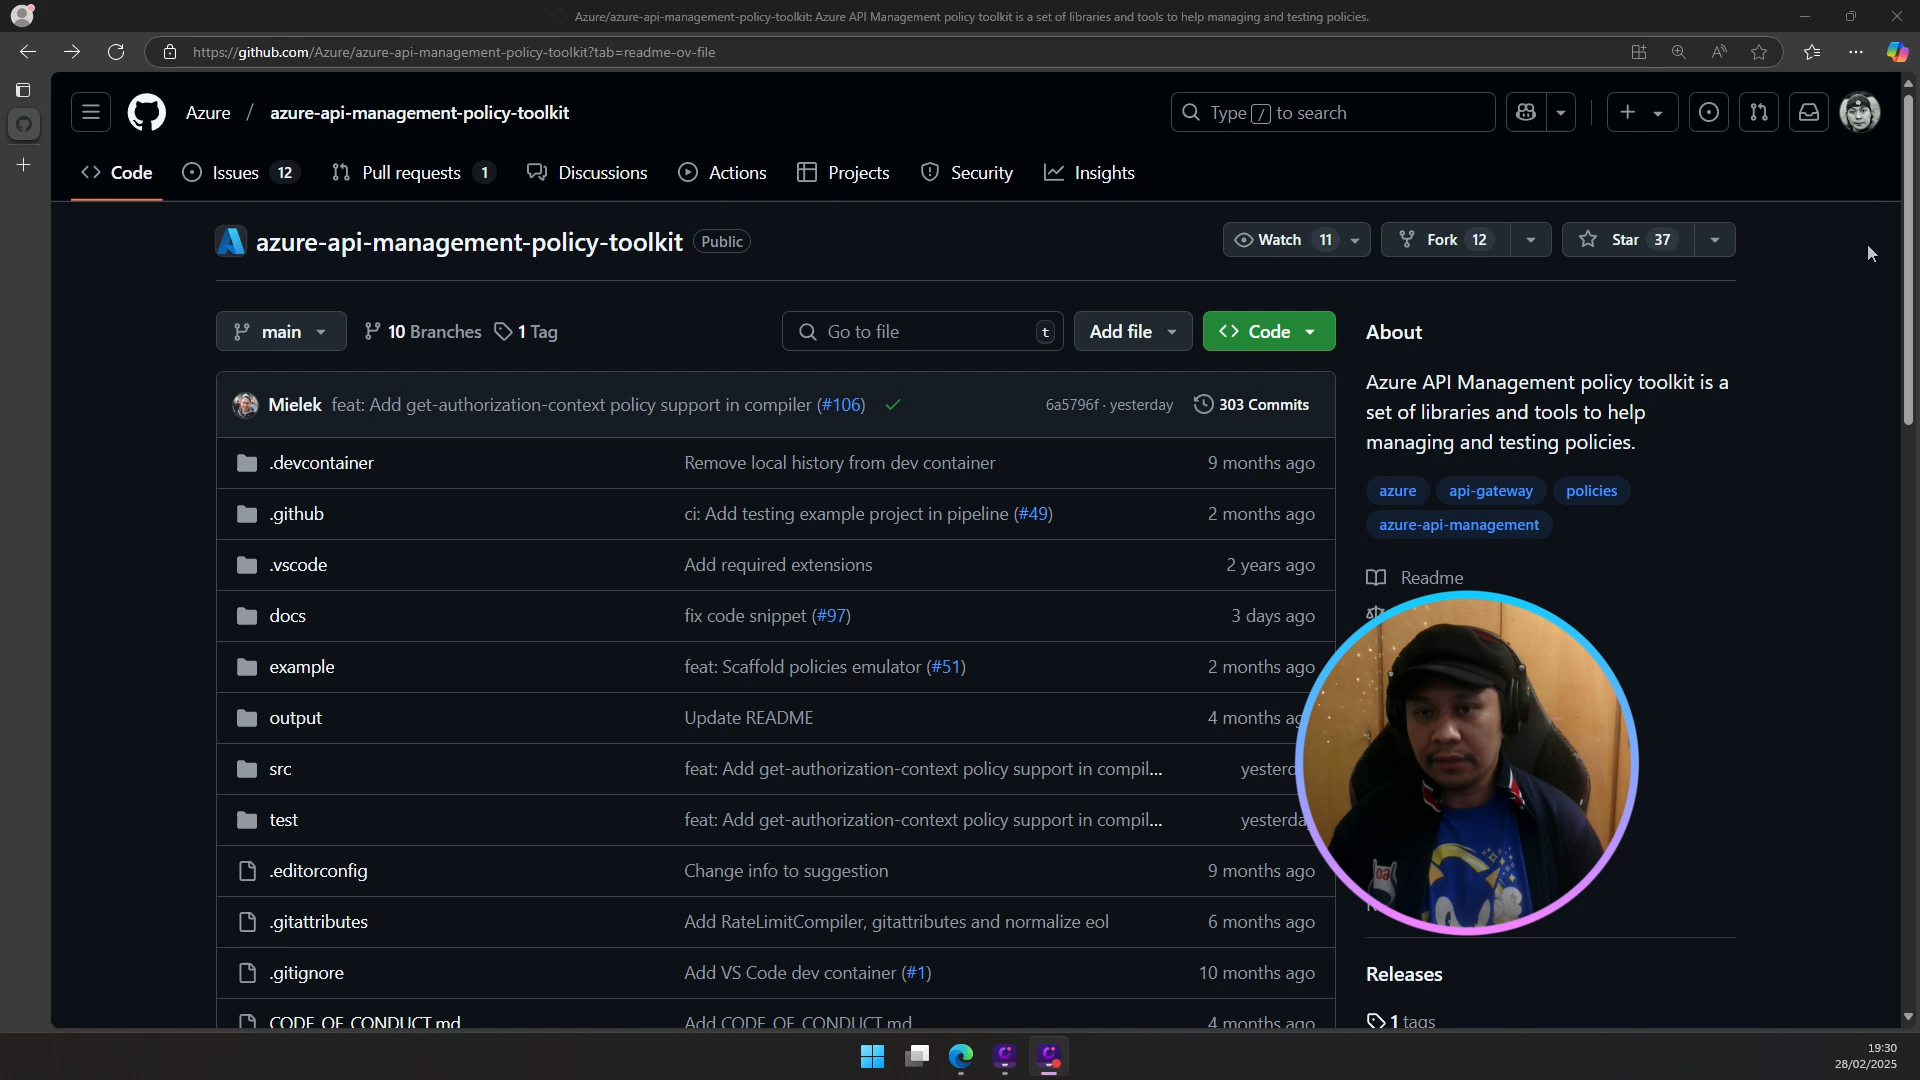 Azure/azure-api-management-policy-toolkit: Azure API Management policy toolkit is a set of libraries and tools to help managing and testing policies.
https://github.com/Azure/azure-api-management-policy-toolkit?tab=readme-ov-file
Azure / azure-api-management-policy-toolkit
Type / to search
Code
Issues 12
Pull requests 1
Discussions
Actions
Projects
Security
Insights
azure-api-management-policy-toolkit Public
Watch 11
Fork 12
Star 37
main
10 Branches
1 Tag
Go to file t
Add file
Code
Mielek feat: Add get-authorization-context policy support in compiler (#106) 6a5796f · yesterday 303 Commits
.devcontainer Remove local history from dev container 9 months ago
.github ci: Add testing example project in pipeline (#49) 2 months ago
.vscode Add required extensions 2 years ago
docs fix code snippet (#97) 3 days ago
example feat: Scaffold policies emulator (#51) 2 months ago
output Update README 4 months ag
src feat: Add get-authorization-context policy support in compil... yesterd
test feat: Add get-authorization-context policy support in compil... yesterda
.editorconfig Change info to suggestion 9 months ago
.gitattributes Add RateLimitCompiler, gitattributes and normalize eol 6 months ago
.gitignore Add VS Code dev container (#1) 10 months ago
CODE_OF_CONDUCT.md Add CODE_OF_CONDUCT.md 4 months ago
About
Azure API Management policy toolkit is a
set of libraries and tools to help
managing and testing policies.
azure api-gateway policies
azure-api-management
Readme
Releases
1 tags
19:30
28/02/2025